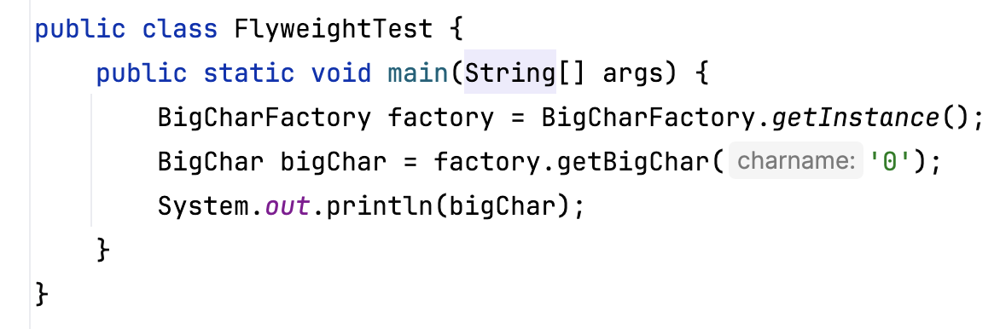 public class FlyweightTest {
    public static void main(String[] args) {
        BigCharFactory factory = BigCharFactory.getInstance();
        BigChar bigChar = factory.getBigChar( charname: '0');
        System.out.println(bigChar);
    }
}